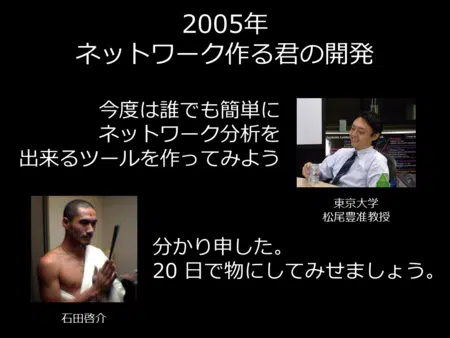 2005年
ネットワーク作る君の開発
今度は誰でも簡単に
ネットワーク分析を
出来るツールを作ってみよう
東京大学
松尾豊准教授
分かり申した。
20 日で物にしてみせましょう。
石田啓介